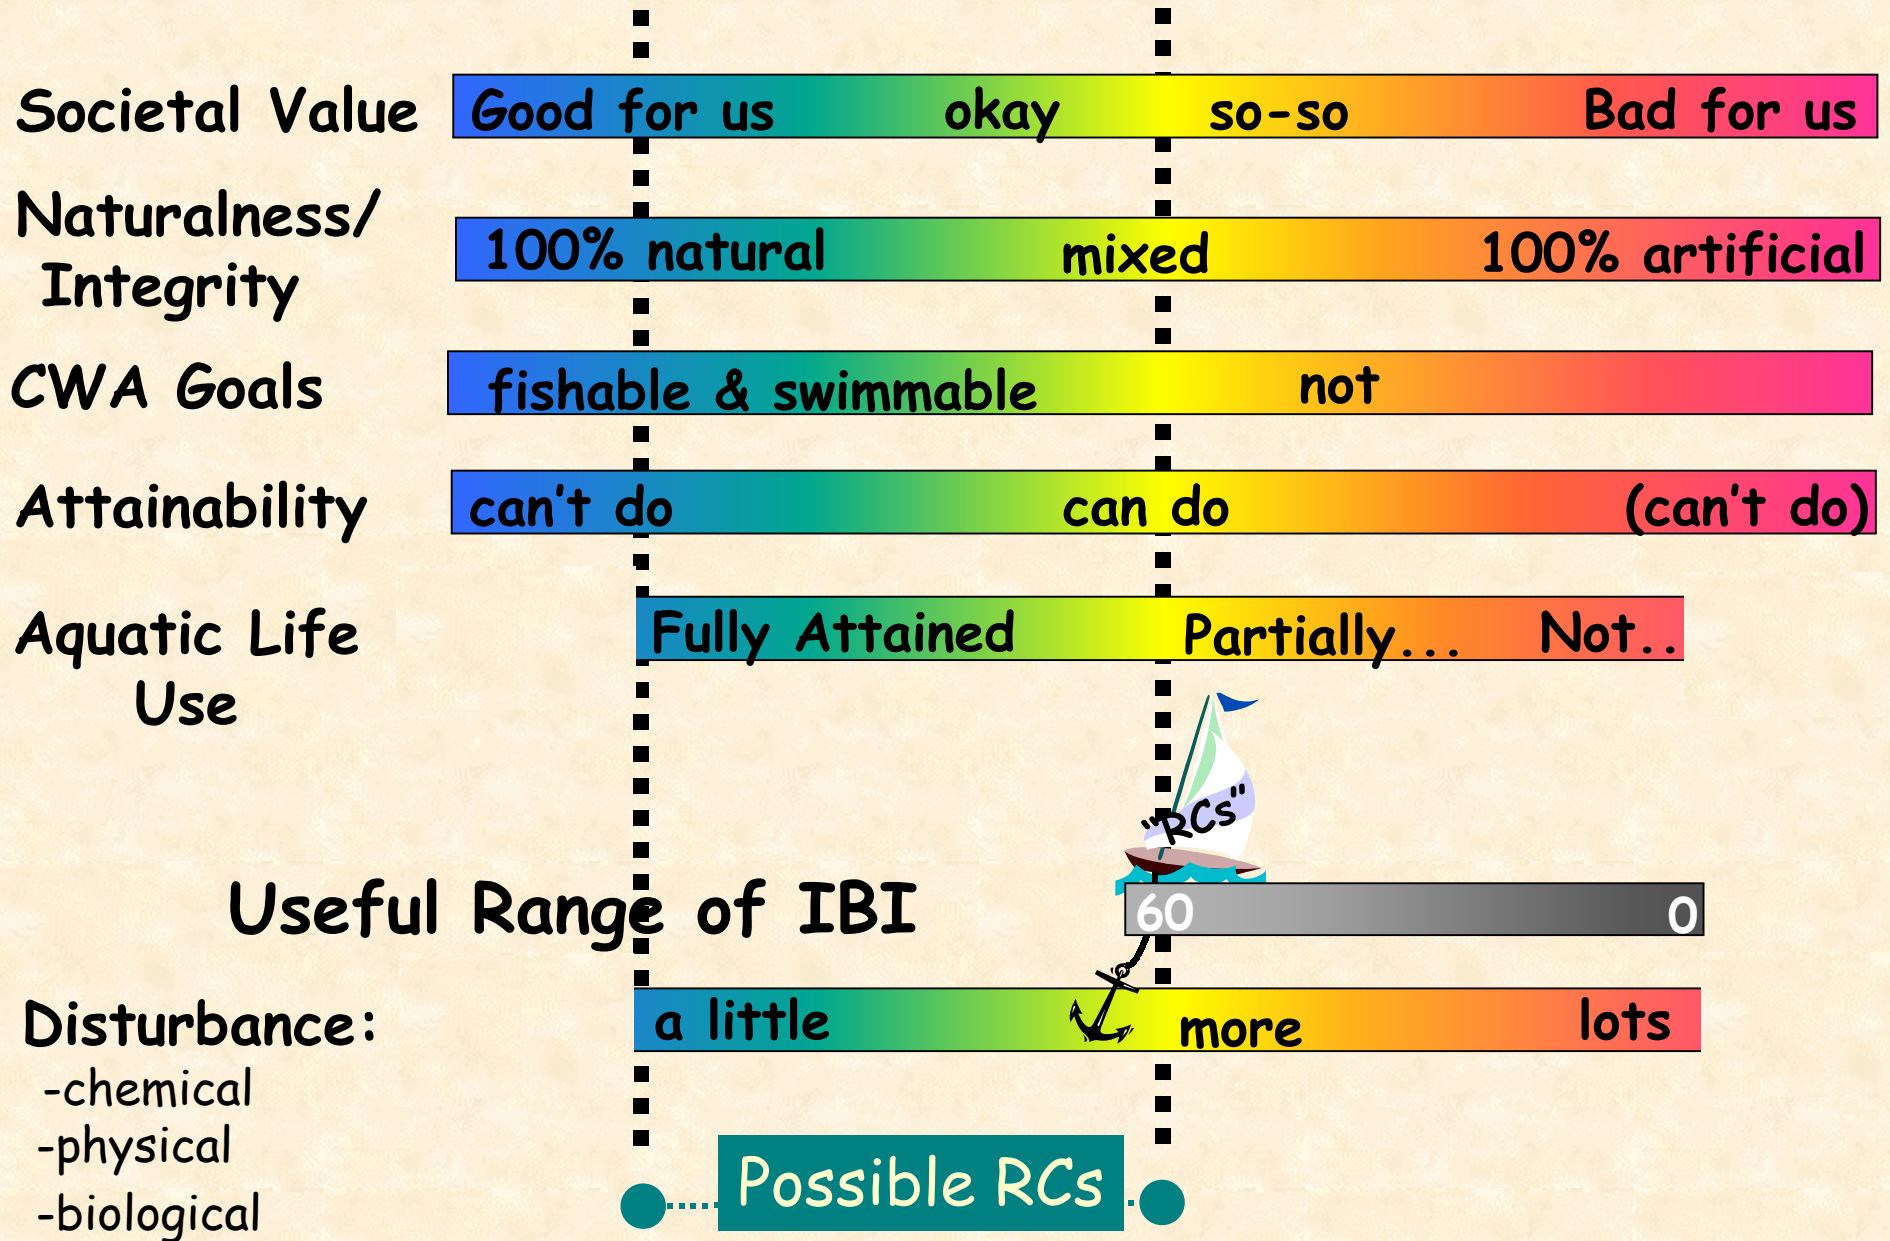 Societal Value Good for us okay so-so Bad for us
Naturalness/
Integrity 100% natural mixed 100% artificial
CWA Goals fishable & swimmable not
Attainability can't do can do (can't do)
Aquatic Life Fully Attained Partially... Not..
Use
"RCs"
Useful Range of IBI 60 0
Disturbance: a little more lots
-chemical
-physical
-biological
Possible RCs